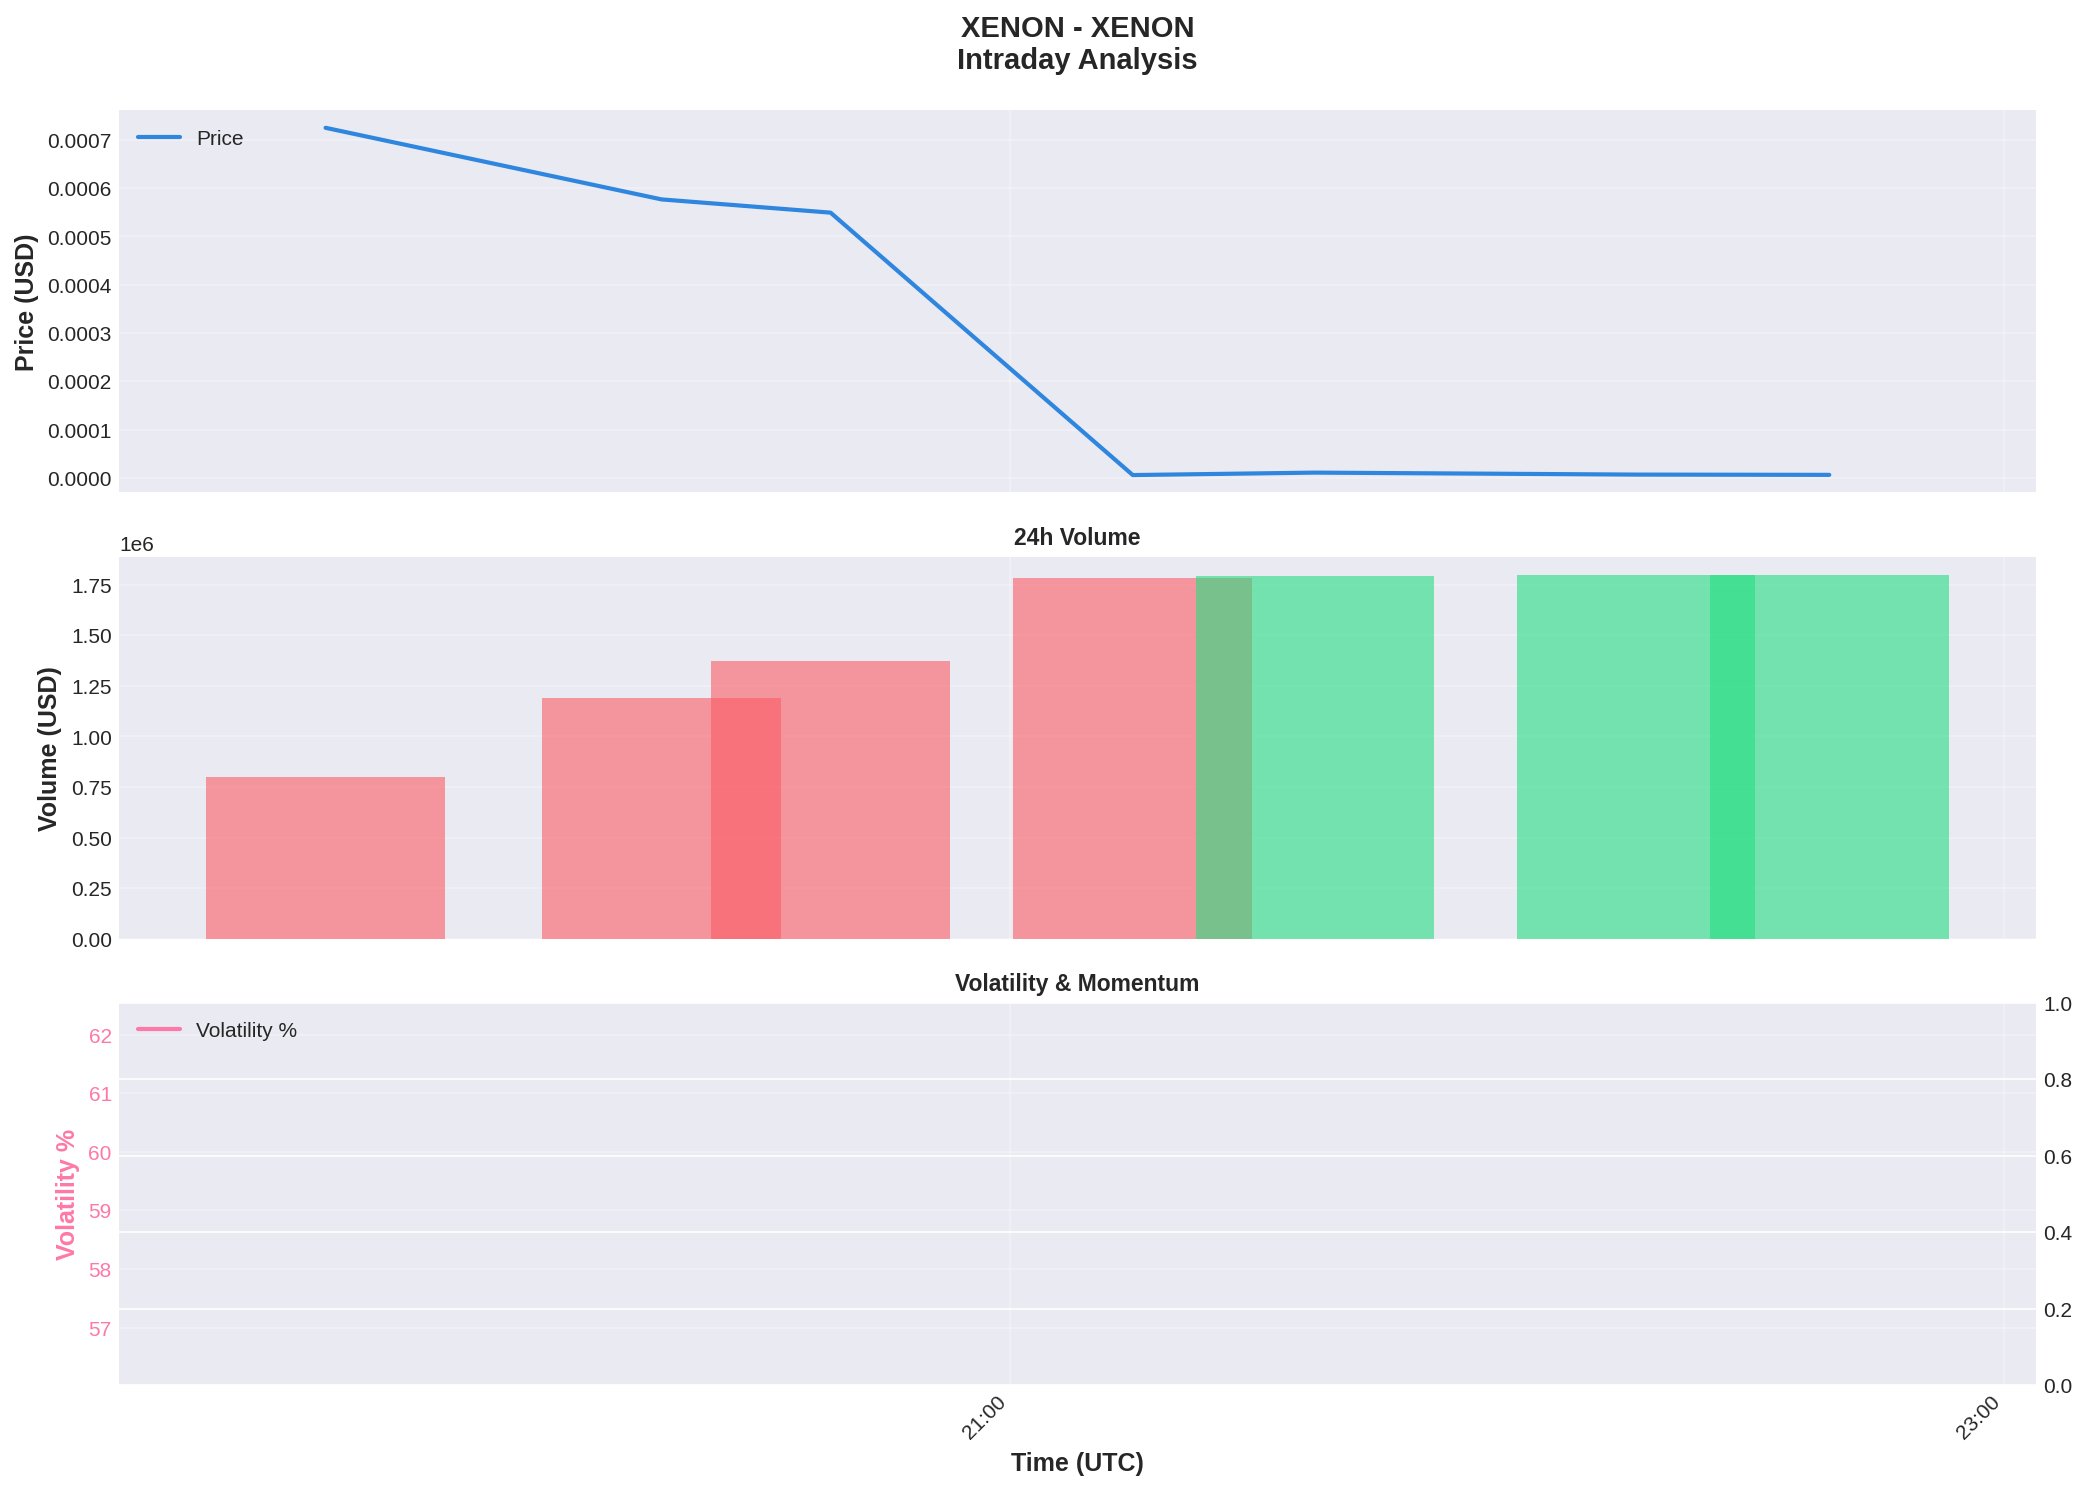 XENON - XENON
Intraday Analysis
Price
0.0007
0.0006
0.0005
0.0004
0.0003
0.0002
0.0001
0.0000
Price (USD)
24h Volume
1e6
1.75
1.50
1.25
1.00
0.75
0.50
0.25
0.00
Volume (USD)
Volatility & Momentum
Volatility %
62
61
60
59
58
57
Volatility %
1.0
0.8
0.6
0.4
0.2
0.0
21:00
23:00
Time (UTC)